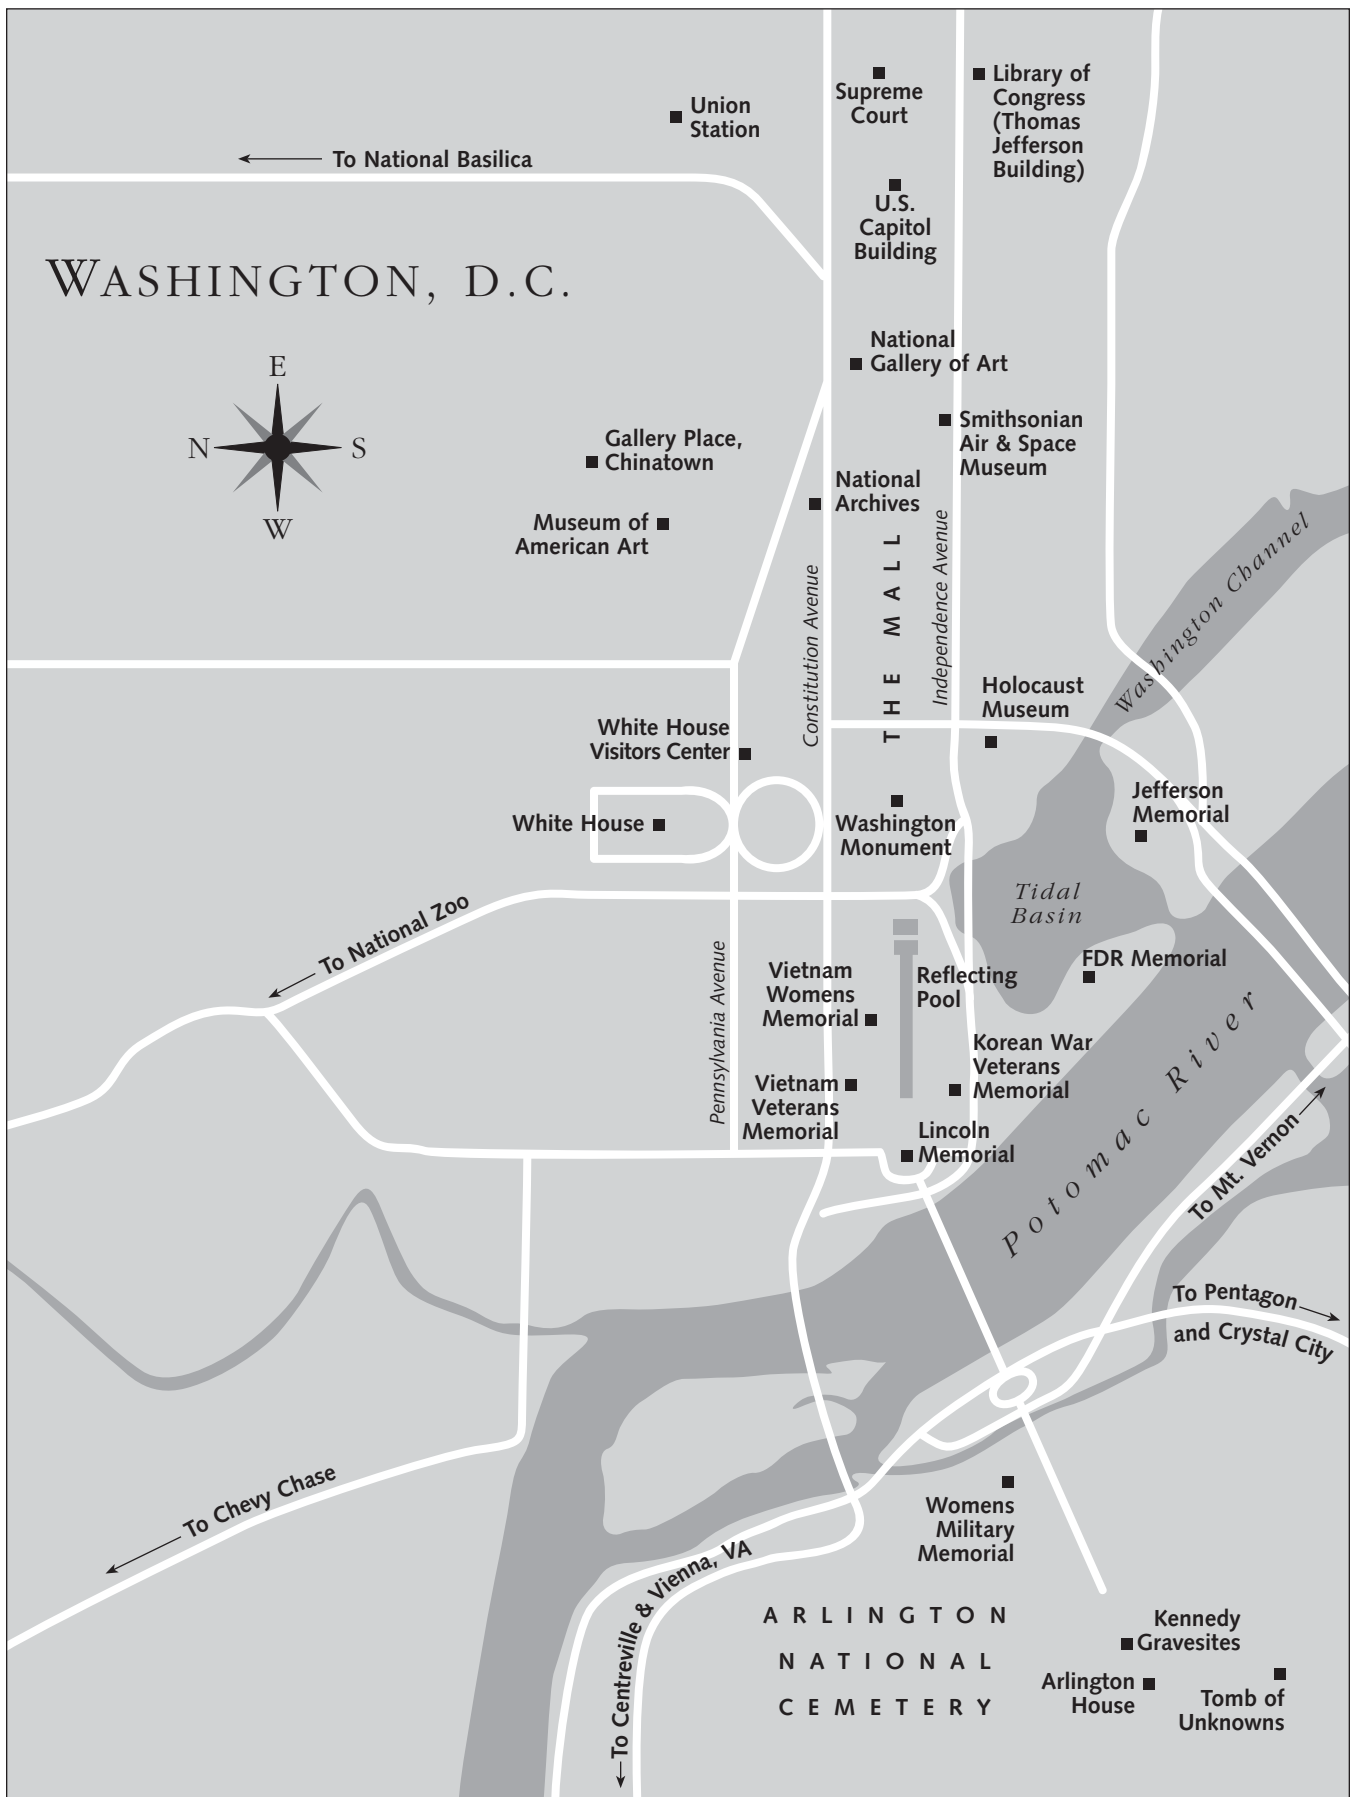 Supreme
Court
Library of
Congress
(Thomas
Jefferson
Building)
Union
Station
To National Basilica
U.S.
Capitol
Building
WASHINGTON, D.C.
E
N
S
W
National
Gallery of Art
Smithsonian
Air & Space
Museum
Gallery Place,
Chinatown
National
Archives
Museum of
American Art
Constitution Avenue
THE MALL
Independence Avenue
Washington Channel
Holocaust
Museum
White House
Visitors Center
White House
Washington
Monument
Jefferson
Memorial
Tidal
Basin
To National Zoo
Pennsylvania Avenue
Vietnam
Womens
Memorial
Reflecting
Pool
FDR Memorial
Korean War
Veterans
Memorial
Vietnam
Veterans
Memorial
Lincoln
Memorial
Potomac River
To Mt. Vernon
To Pentagon
and Crystal City
To Chevy Chase
Womens
Military
Memorial
To Centreville & Vienna, VA
ARLINGTON
NATIONAL
CEMETERY
Kennedy
Gravesites
Arlington
House
Tomb of
Unknowns